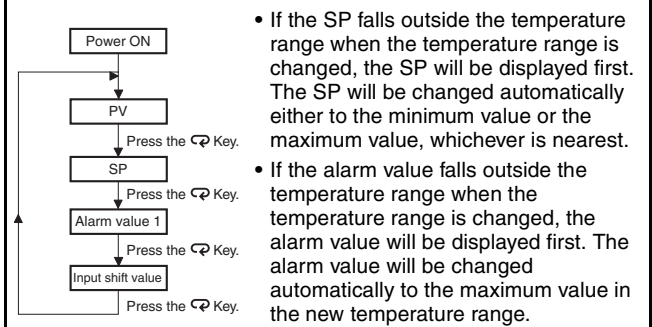 Power ON
PV
Press the Key.
SP
Press the Key.
Alarm value 1
Press the Key.
Input shift value
Press the Key.
• If the SP falls outside the temperature
range when the temperature range is
changed, the SP will be displayed first.
The SP will be changed automatically
either to the minimum value or the
maximum value, whichever is nearest.
• If the alarm value falls outside the
temperature range when the
temperature range is changed, the
alarm value will be displayed first. The
alarm value will be changed
automatically to the maximum value in
the new temperature range.